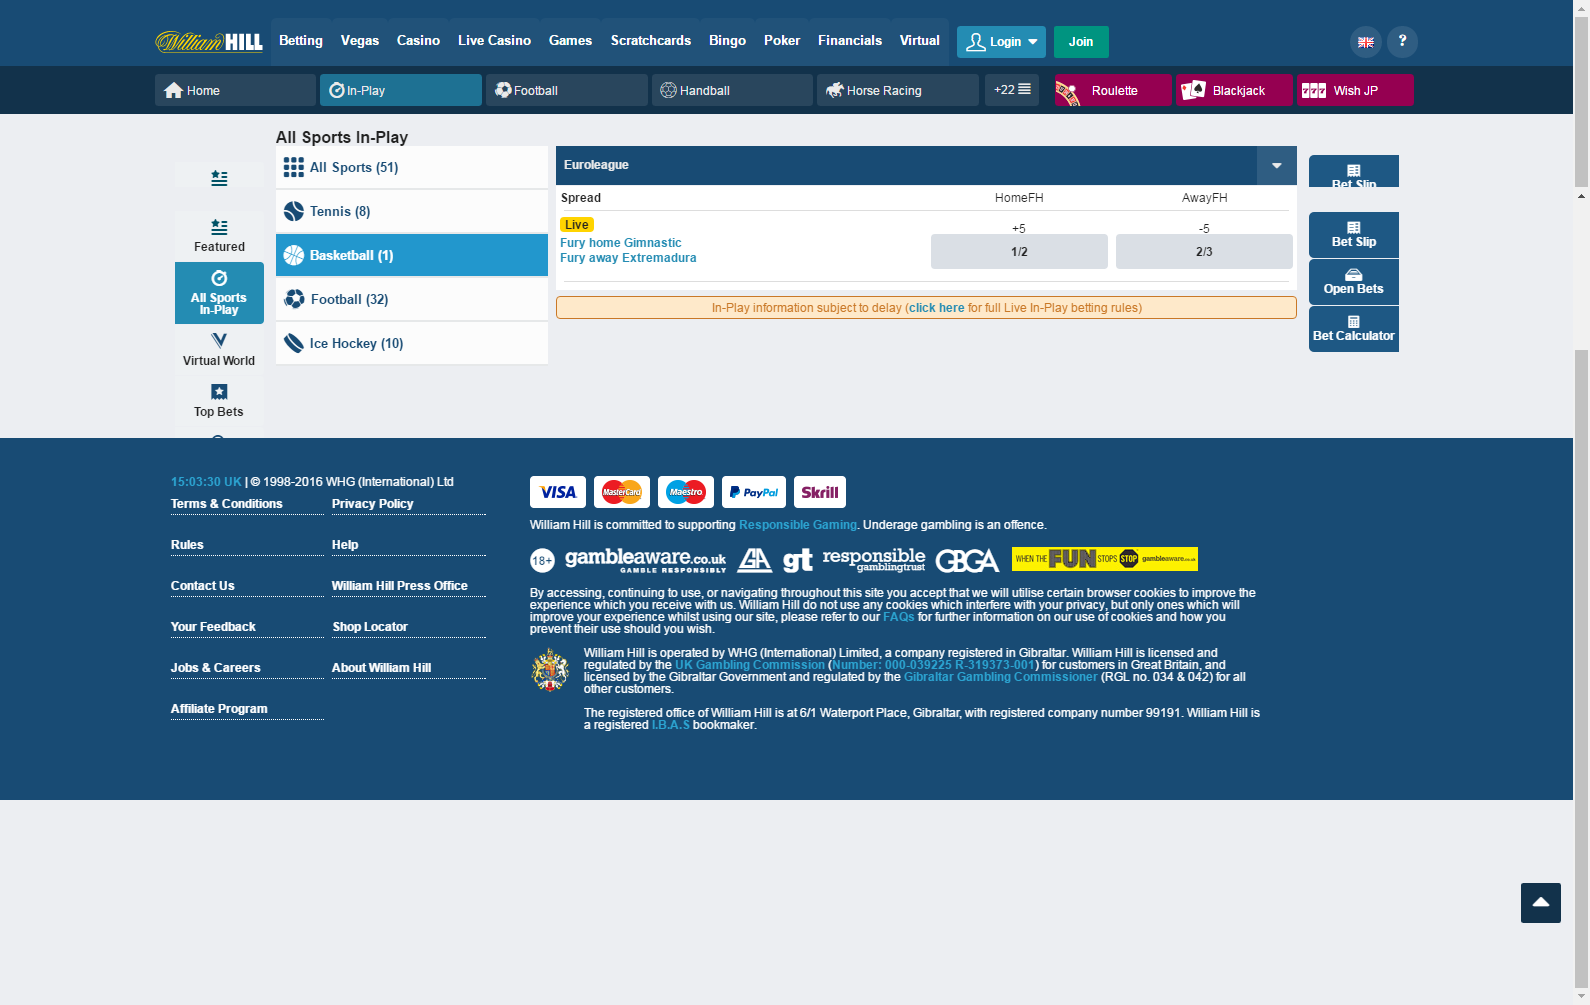 William HILL
Betting
Vegas
Casino
Live Casino
Games
Scratchcards
Bingo
Poker
Financials
Virtual
Login
Join
?
Home
In-Play
Football
Handball
Horse Racing
+22
Roulette
Blackjack
777
Wish JP
All Sports In-Play
All Sports (51)
Tennis (8)
Basketball (1)
Football (32)
Ice Hockey (10)
Featured
All Sports
In-Play
Virtual World
Top Bets
Euroleague
Spread
HomeFH
AwayFH
Live
Fury home Gimnastic
Fury away Extremadura
+5
-5
1/2
2/3
In-Play information subject to delay (click here for full Live In-Play betting rules)
Bet Slip
Bet Slip
Open Bets
Bet Calculator
15:03:30 UK | © 1998-2016 WHG (International) Ltd
Terms & Conditions
Privacy Policy
Rules
Help
Contact Us
William Hill Press Office
Your Feedback
Shop Locator
Jobs & Careers
About William Hill
Affiliate Program
VISA
MasterCard
Maestro
PayPal
Skrill
William Hill is committed to supporting Responsible Gaming. Underage gambling is an offence.
18+
gambleaware.co.uk
GAMBLE RESPONSIBLY
GA
gt
responsible
gamblingtrust
GBGA
WHEN THE FUN STOPS STOP gambleaware.co.uk
By accessing, continuing to use, or navigating throughout this site you accept that we will utilise certain browser cookies to improve the
experience which you receive with us. William Hill do not use any cookies which interfere with your privacy, but only ones which will
improve your experience whilst using our site, please refer to our FAQs for further information on our use of cookies and how you
prevent their use should you wish.
William Hill is operated by WHG (International) Limited, a company registered in Gibraltar. William Hill is licensed and
regulated by the UK Gambling Commission (Number: 000-039225 R-319373-001) for customers in Great Britain, and
licensed by the Gibraltar Government and regulated by the Gibraltar Gambling Commissioner (RGL no. 034 & 042) for all
other customers.
The registered office of William Hill is at 6/1 Waterport Place, Gibraltar, with registered company number 99191. William Hill is
a registered I.B.A.S bookmaker.